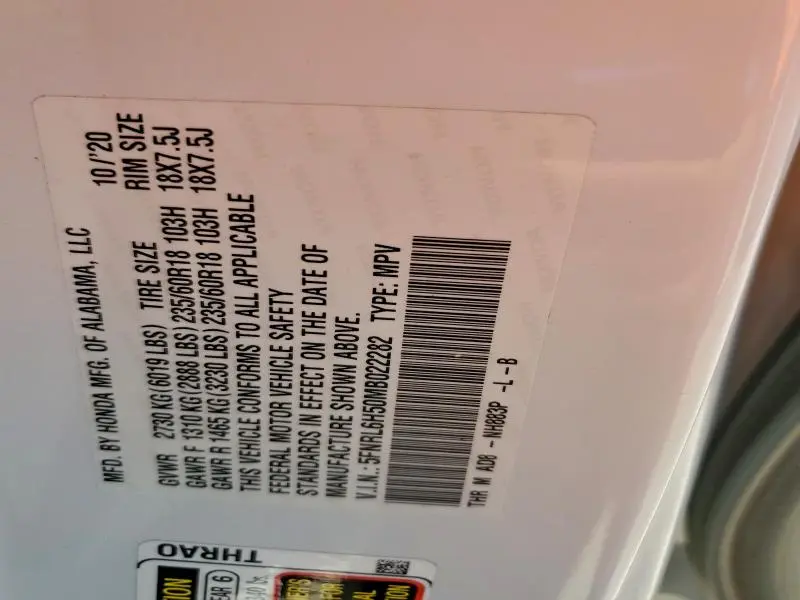 MFD. BY HONDA MFG. OF ALABAMA, LLC 10/'20
GVWR 2730 KG (6019 LBS) TIRE SIZE RIM SIZE
GAWR F 1310 KG (2888 LBS) 235/60R18 103H 18X7.5J
GAWR R 1465 KG (3230 LBS) 235/60R18 103H 18X7.5J
THIS VEHICLE CONFORMS TO ALL APPLICABLE
FEDERAL MOTOR VEHICLE SAFETY
STANDARDS IN EFFECT ON THE DATE OF
MANUFACTURE SHOWN ABOVE.
V.I.N.: 5FNRL6H50MB022282 TYPE: MPV
THR M AD8 -NH883P -L -B
THRAO